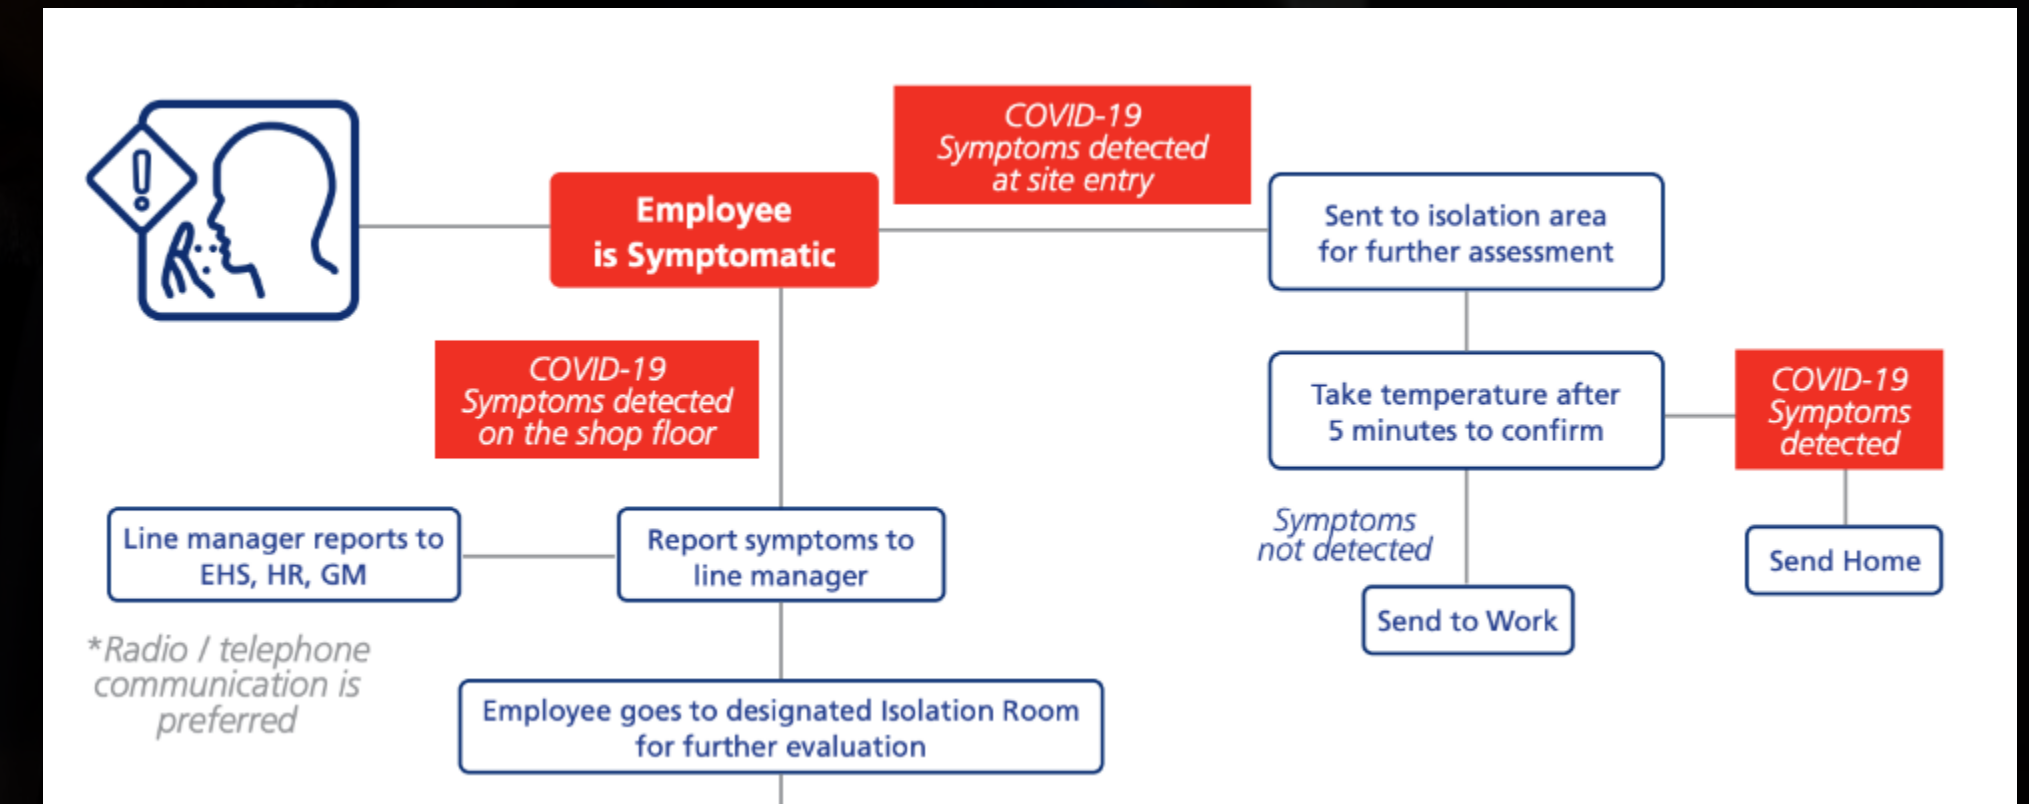 COVID-19
Symptoms detected
at site entry
Employee
is Symptomatic
Sent to isolation area
for further assessment
COVID-19
Symptoms detected
on the shop floor
Take temperature after
5 minutes to confirm
COVID-19
Symptoms
detected
Line manager reports to
EHS, HR, GM
Report symptoms to
line manager
Symptoms
not detected
Send Home
Send to Work
*Radio / telephone
communication is
preferred
Employee goes to designated Isolation Room
for further evaluation